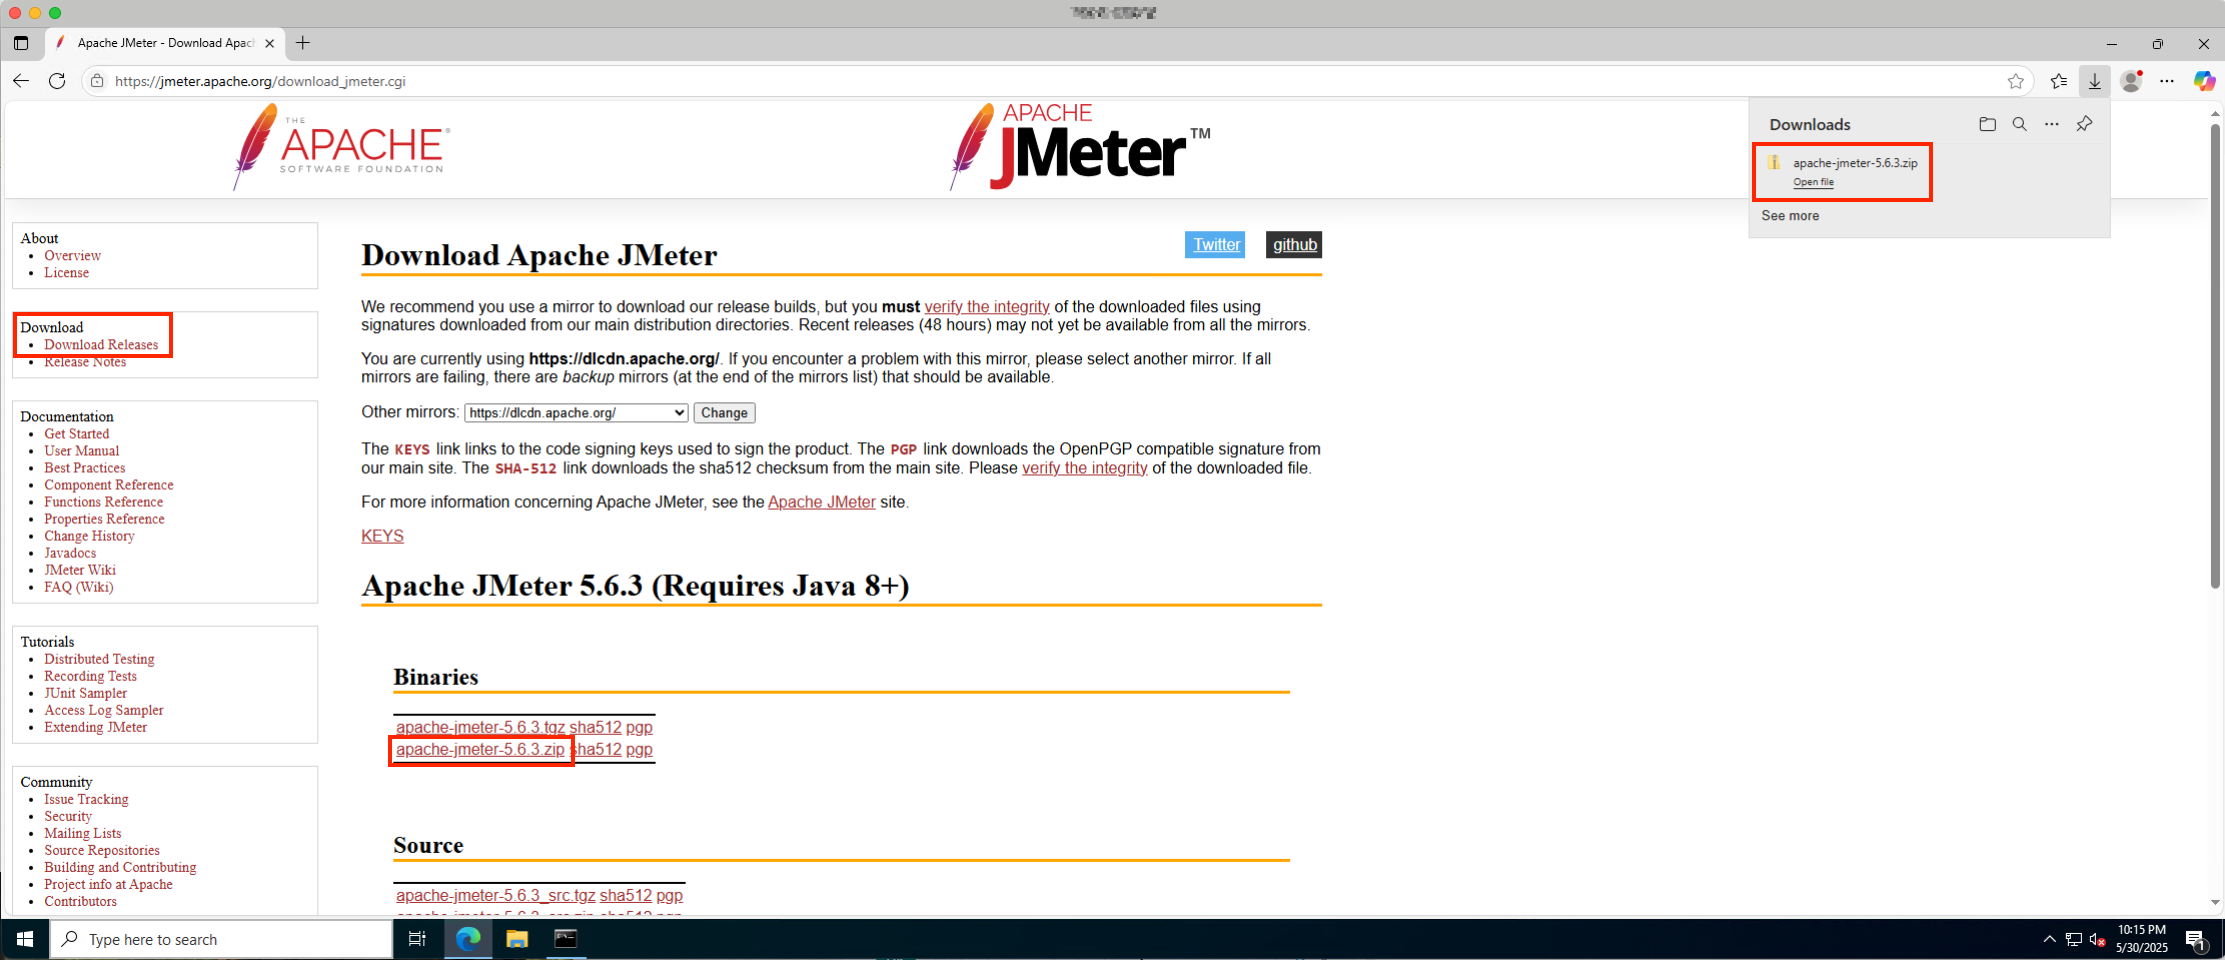 Apache JMeter - Download Apac
https://jmeter.apache.org/download_jmeter.cgi
THE
APACHE®
SOFTWARE FOUNDATION
APACHE
JMeter™
Downloads
apache-jmeter-5.6.3.zip
Open file
See more
About
Overview
License
Download
Download Releases
Release Notes
Documentation
Get Started
User Manual
Best Practices
Component Reference
Functions Reference
Properties Reference
Change History
Javadocs
JMeter Wiki
FAQ (Wiki)
Tutorials
Distributed Testing
Recording Tests
JUnit Sampler
Access Log Sampler
Extending JMeter
Community
Issue Tracking
Security
Mailing Lists
Source Repositories
Building and Contributing
Project info at Apache
Contributors
Download Apache JMeter
Twitter github
We recommend you use a mirror to download our release builds, but you must verify the integrity of the downloaded files using
signatures downloaded from our main distribution directories. Recent releases (48 hours) may not yet be available from all the mirrors.
You are currently using https://dlcdn.apache.org/. If you encounter a problem with this mirror, please select another mirror. If all
mirrors are failing, there are backup mirrors (at the end of the mirrors list) that should be available.
Other mirrors: https://dlcdn.apache.org/ Change
The KEYS link links to the code signing keys used to sign the product. The PGP link downloads the OpenPGP compatible signature from
our main site. The SHA-512 link downloads the sha512 checksum from the main site. Please verify the integrity of the downloaded file.
For more information concerning Apache JMeter, see the Apache JMeter site.
KEYS
Apache JMeter 5.6.3 (Requires Java 8+)
Binaries
apache-jmeter-5.6.3.tgz sha512 pgp
apache-jmeter-5.6.3.zip sha512 pgp
Source
apache-jmeter-5.6.3_src.tgz sha512 pgp
apache-jmeter-5.6.3_src.zip sha512 pgp
Type here to search
10:15 PM
5/30/2025
1